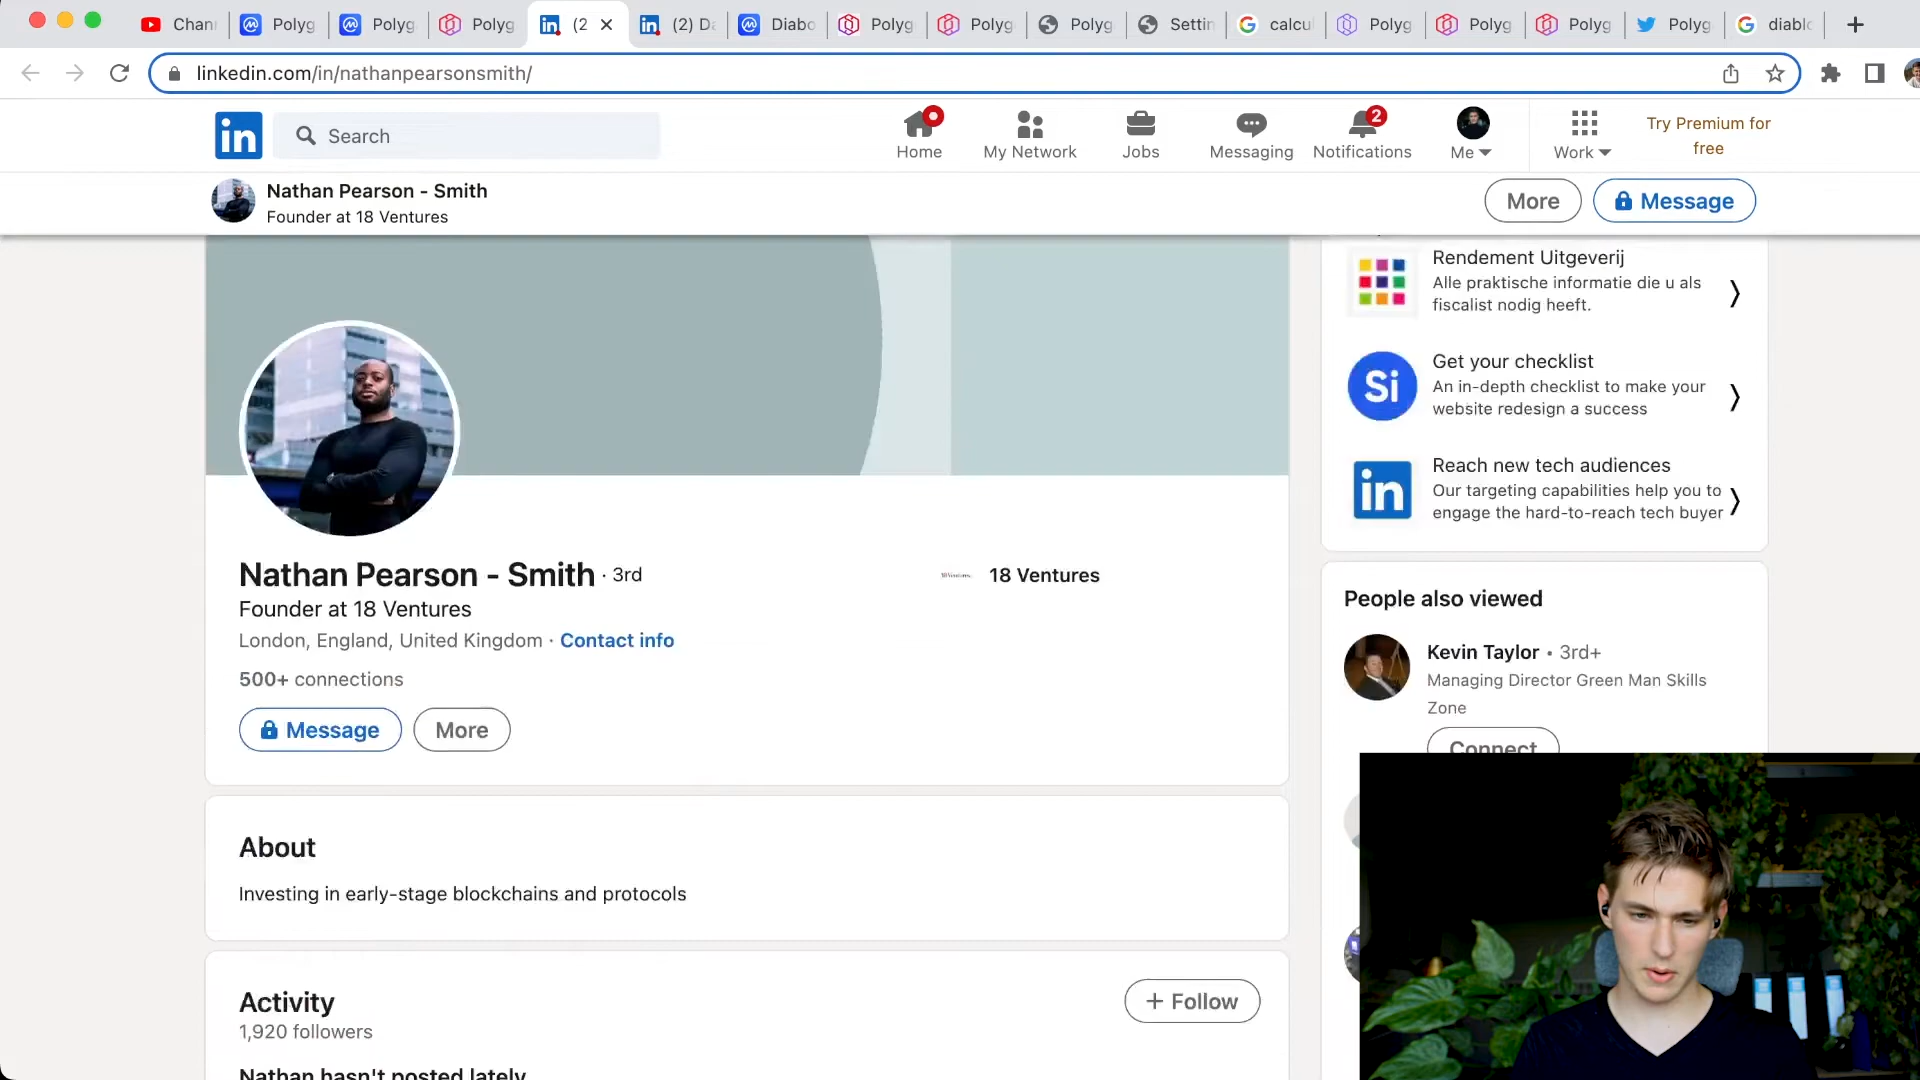 Chan
Polyg
Polyg
Polyg
(2
(2) Da
Diabo
Polyg
Polyg
Polyg
Settin
calcu
Polyg
Polyg
Polyg
Polyg
diablo
linkedin.com/in/nathanpearsonsmith/
in
Search
Home
My Network
Jobs
Messaging
2
Notifications
Me
Work
Try Premium for
free
Nathan Pearson - Smith
Founder at 18 Ventures
More
Message
Rendement Uitgeverij
Alle praktische informatie die u als
fiscalist nodig heeft.
Si
Get your checklist
An in-depth checklist to make your
website redesign a success
in
Reach new tech audiences
Our targeting capabilities help you to
engage the hard-to-reach tech buyer
Nathan Pearson - Smith · 3rd
18 Ventures
Founder at 18 Ventures
London, England, United Kingdom · Contact info
500+ connections
Message
More
People also viewed
Kevin Taylor • 3rd+
Managing Director Green Man Skills
Zone
Connect
About
Investing in early-stage blockchains and protocols
Activity
+ Follow
1,920 followers
Nathan hasn't posted lately